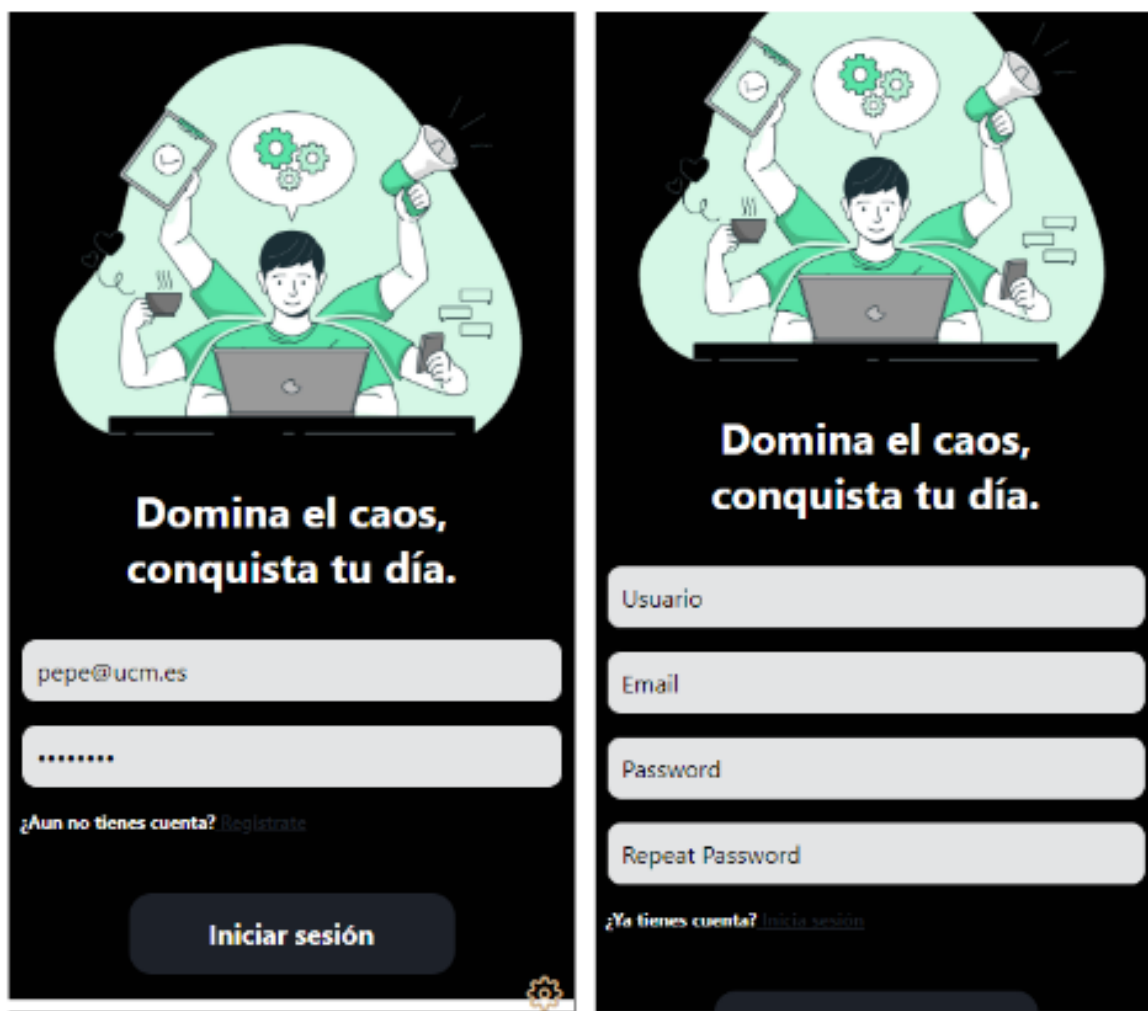 Domina el caos,
conquista tu día.
pepe@ucm.es
••••••••
¿Aun no tienes cuenta? Registrate
Iniciar sesión
Domina el caos,
conquista tu día.
Usuario
Email
Password
Repeat Password
¿Ya tienes cuenta? Inicia sesión